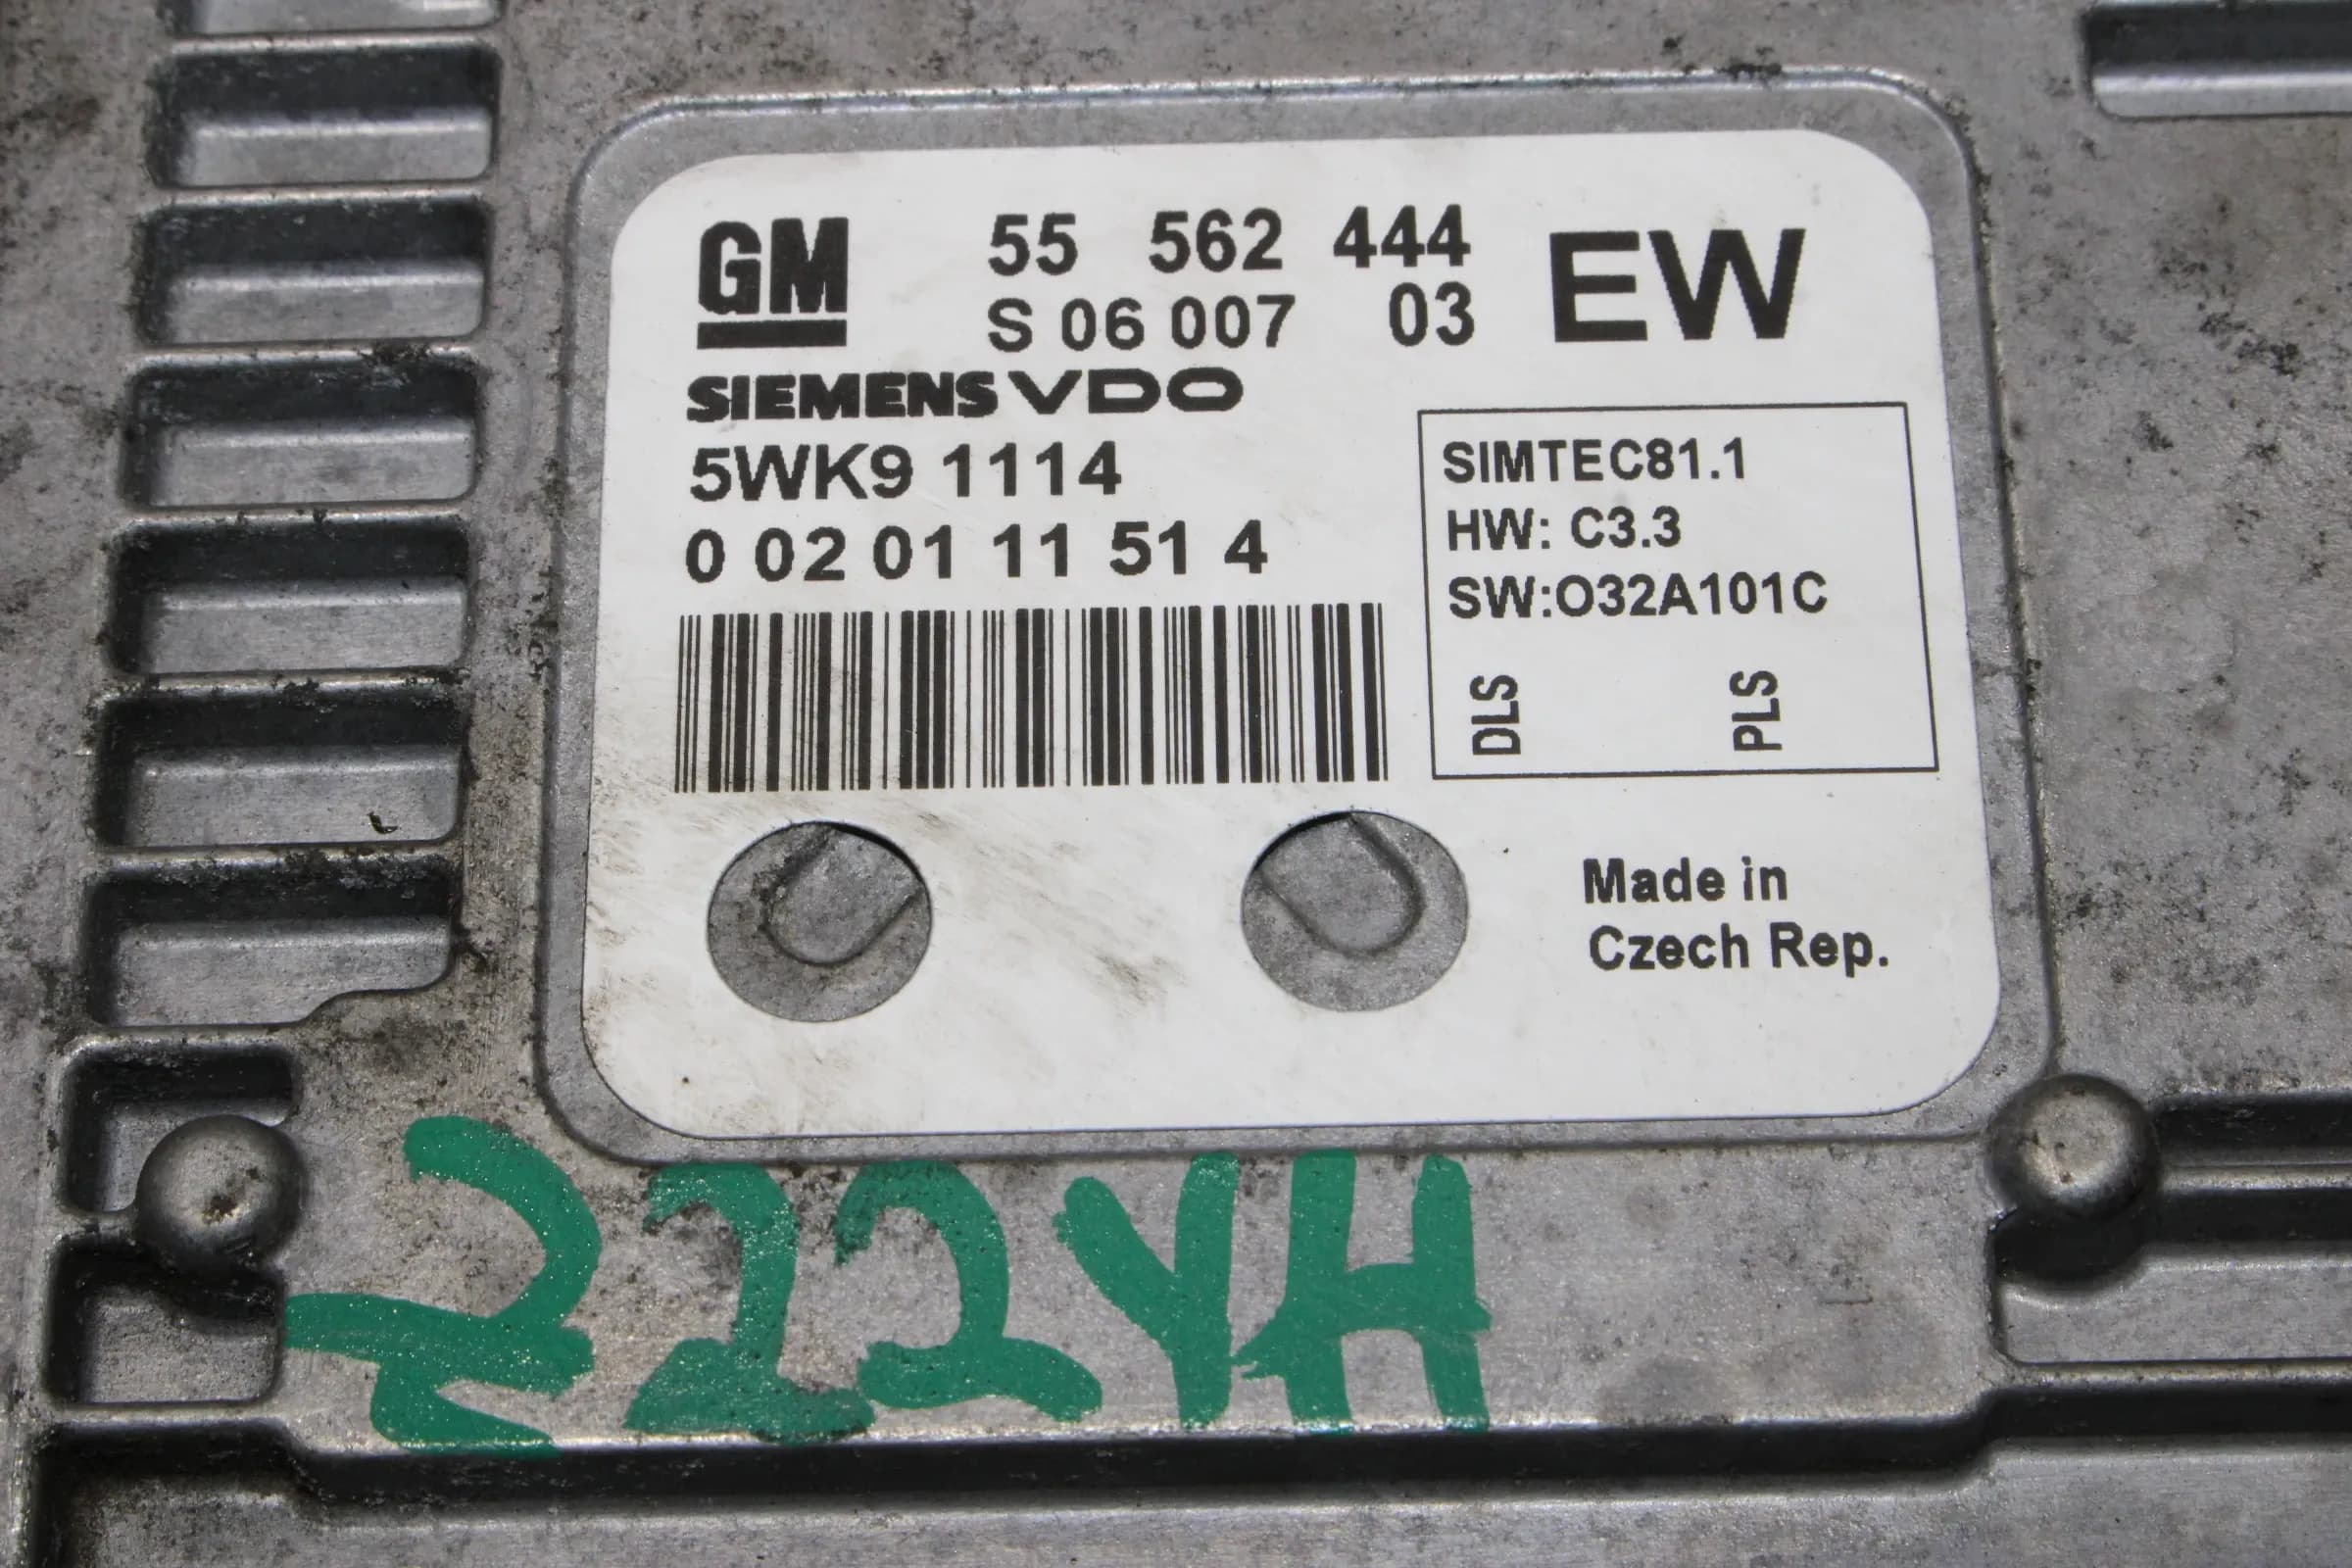 GM 55 562 444 EW
S 06 007 03
SIEMENS VDO
5WK9 1114
0 02 01 11 51 4
SIMTEC81.1
HW: C3.3
SW:O32A101C
DLS PLS
Made in
Czech Rep.
222YH